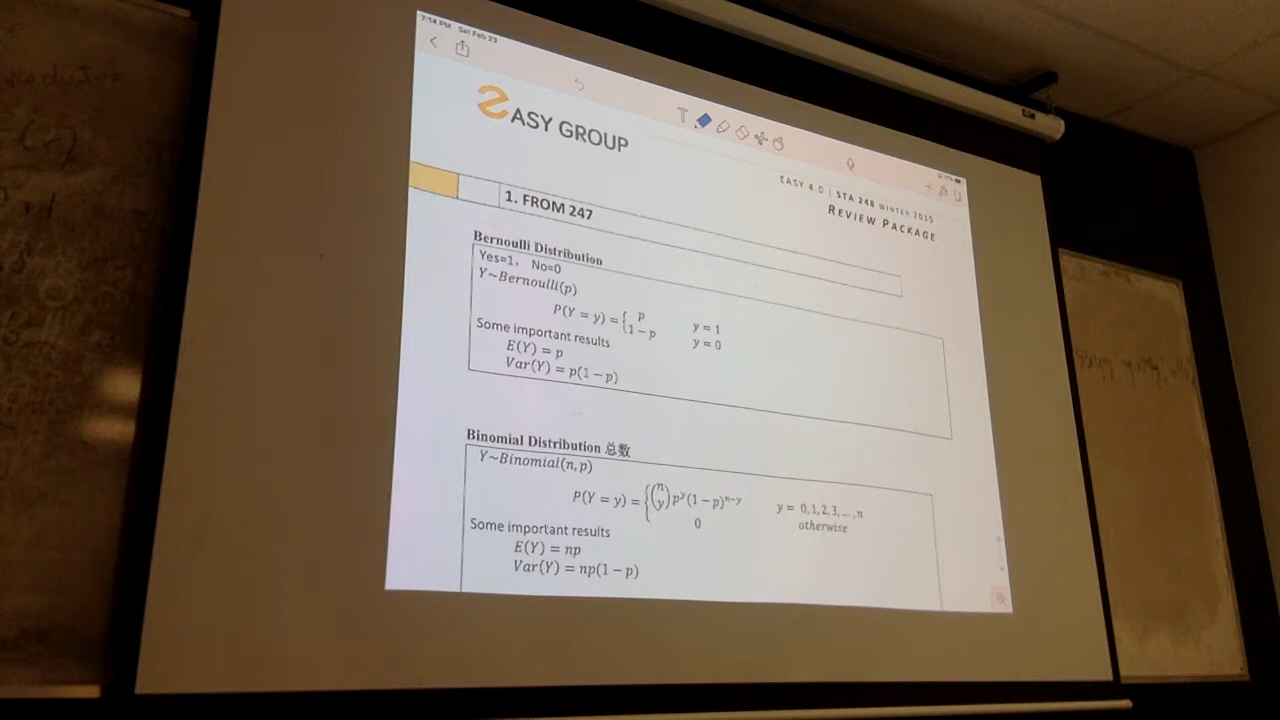 7:54 PM Sat Feb 23
EASY GROUP
EASY 4.0 | STA 248 WINTER 2019
REVIEW PACKAGE
1. FROM 247
Bernoulli Distribution
Yes=1, No=0
Y~Bernoulli(p)
P(Y = y) = { p y = 1
1 − p y = 0
Some important results
E(Y) = p
Var(Y) = p(1 − p)
Binomial Distribution 总数
Y~Binomial(n, p)
P(Y = y) = { (n y) p^y (1 − p)^{n−y} y = 0,1,2,3, … , n
0 otherwise
Some important results
E(Y) = np
Var(Y) = np(1 − p)